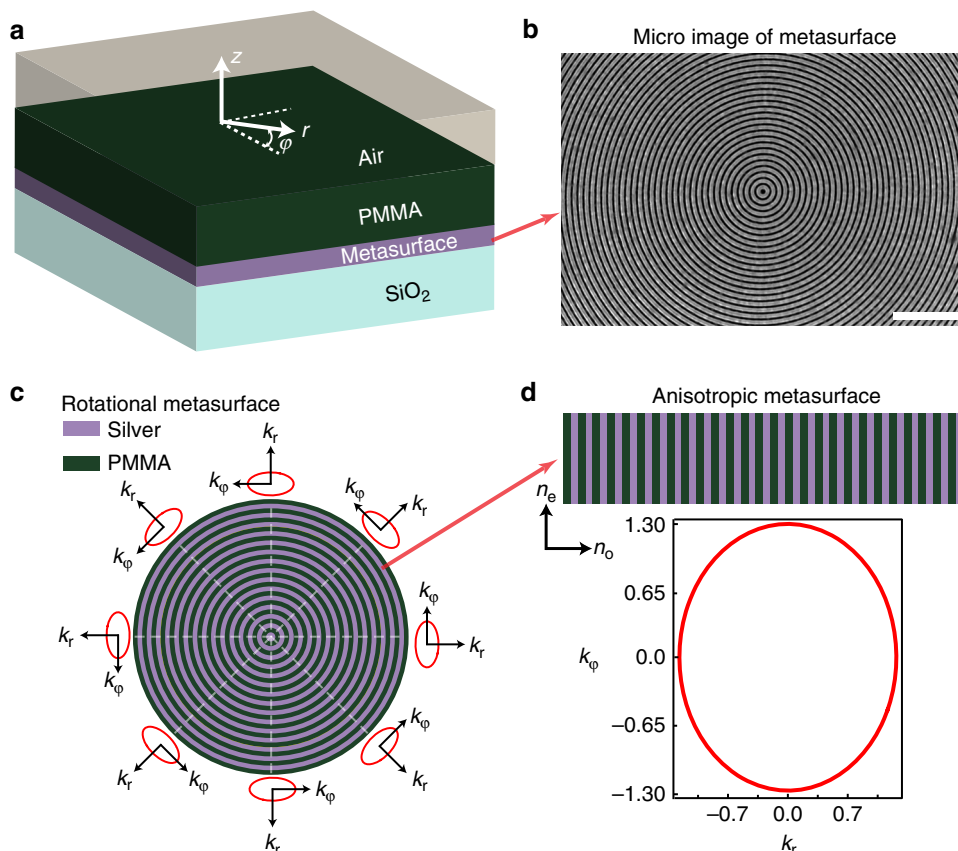 a
z
r
φ
Air
PMMA
Metasurface
SiO₂
b
Micro image of metasurface
c
Rotational metasurface
Silver
PMMA
kᵣ
kφ
kᵣ
kφ
kφ
kᵣ
kφ
kᵣ
kᵣ
kφ
kφ
kᵣ
kᵣ
kφ
kφ
kᵣ
d
Anisotropic metasurface
nₑ
nₒ
1.30
0.65
0.0
−0.65
−1.30
kφ
−0.7 0.0 0.7
kᵣ